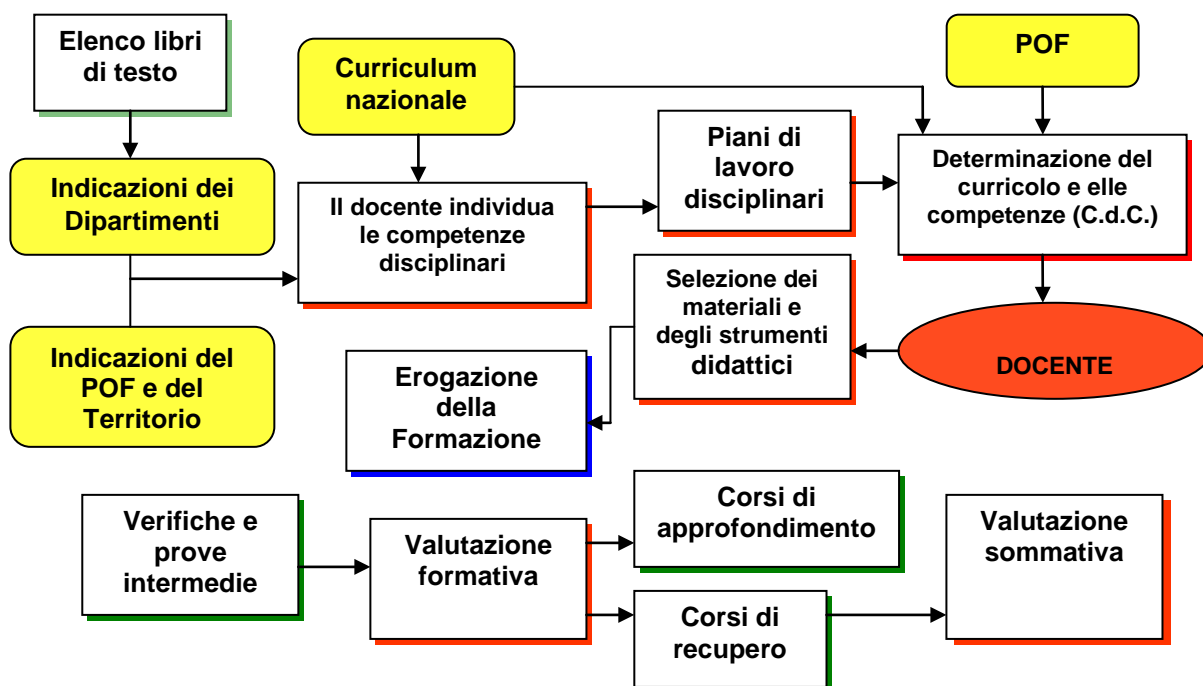 Elenco libri
di testo
Curriculum
nazionale
POF
Indicazioni dei
Dipartimenti
Il docente individua
le competenze
disciplinari
Piani di
lavoro
disciplinari
Determinazione del
curricolo e elle
competenze (C.d.C.)
Indicazioni del
POF e del
Territorio
Selezione dei
materiali e
degli strumenti
didattici
DOCENTE
Erogazione
della
Formazione
Verifiche e
prove
intermedie
Valutazione
formativa
Corsi di
approfondimento
Corsi di
recupero
Valutazione
sommativa